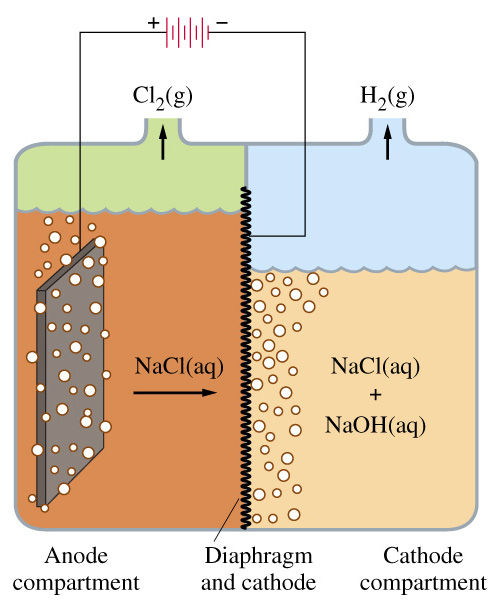 + −
Cl₂(g)
H₂(g)
NaCl(aq)
NaCl(aq)
+
NaOH(aq)
Anode
compartment
Diaphragm
and cathode
Cathode
compartment